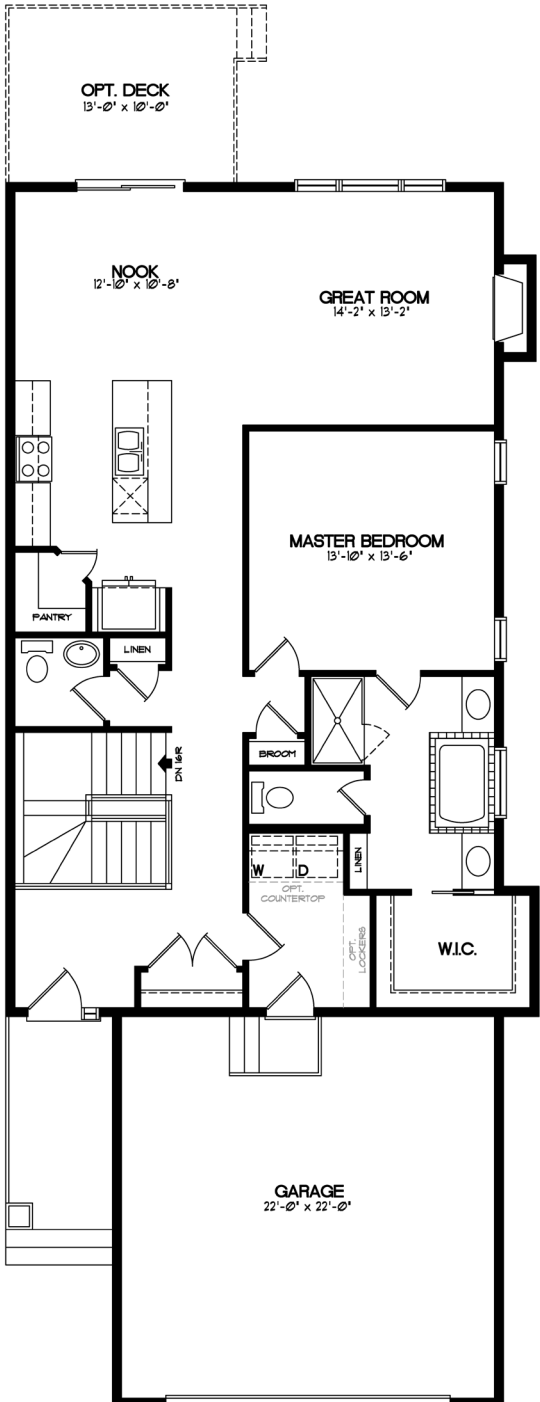 OPT. DECK
13'-0" x 10'-0"
NOOK
12'-10" x 10'-8"
GREAT ROOM
14'-2" x 13'-2"
MASTER BEDROOM
13'-10" x 13'-6"
PANTRY
LINEN
DN 16R
BROOM
LINEN
W D
OPT.
COUNTERTOP
OPT.
LOCKERS
W.I.C.
GARAGE
22'-0" x 22'-0"